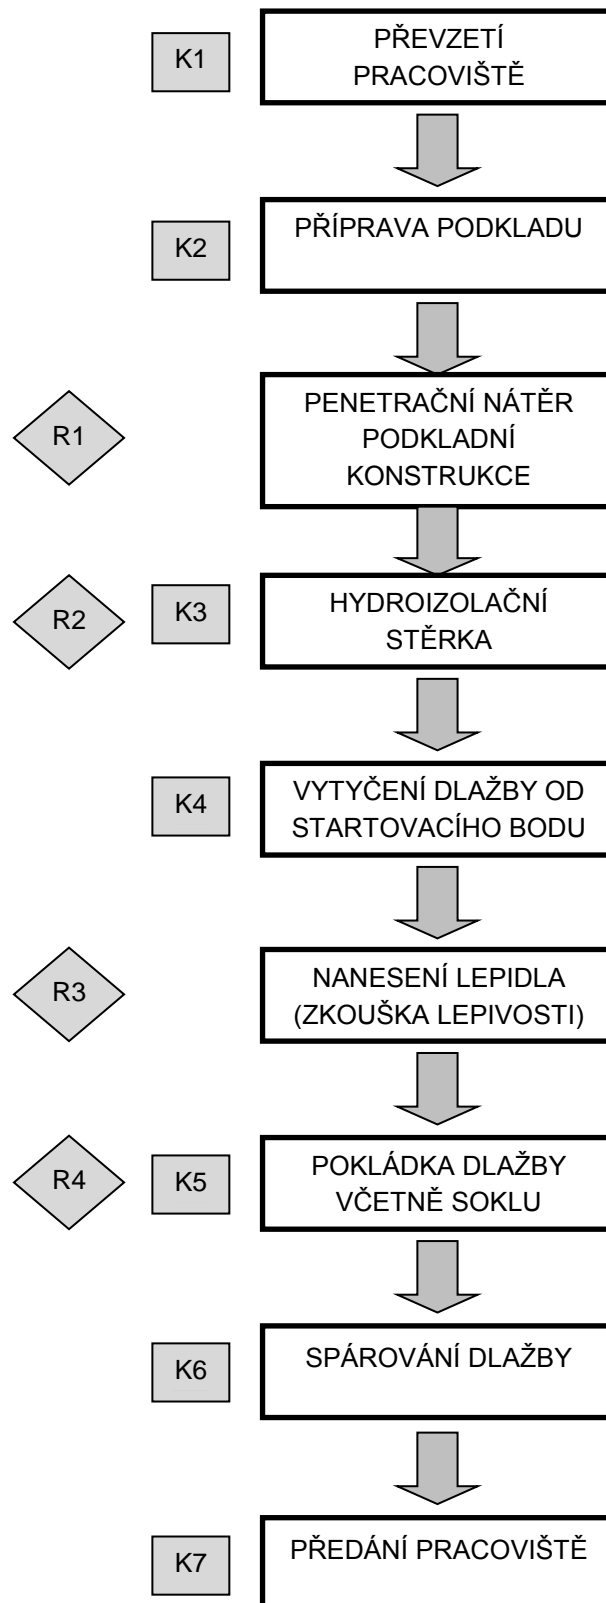 K1
PŘEVZETÍ
PRACOVIŠTĚ
K2
PŘÍPRAVA PODKLADU
R1
PENETRAČNÍ NÁTĚR
PODKLADNÍ
KONSTRUKCE
R2
K3
HYDROIZOLAČNÍ
STĚRKA
K4
VYTYČENÍ DLAŽBY OD
STARTOVACÍHO BODU
R3
NANESENÍ LEPIDLA
(ZKOUŠKA LEPIVOSTI)
R4
K5
POKLÁDKA DLAŽBY
VČETNĚ SOKLU
K6
SPÁROVÁNÍ DLAŽBY
K7
PŘEDÁNÍ PRACOVIŠTĚ